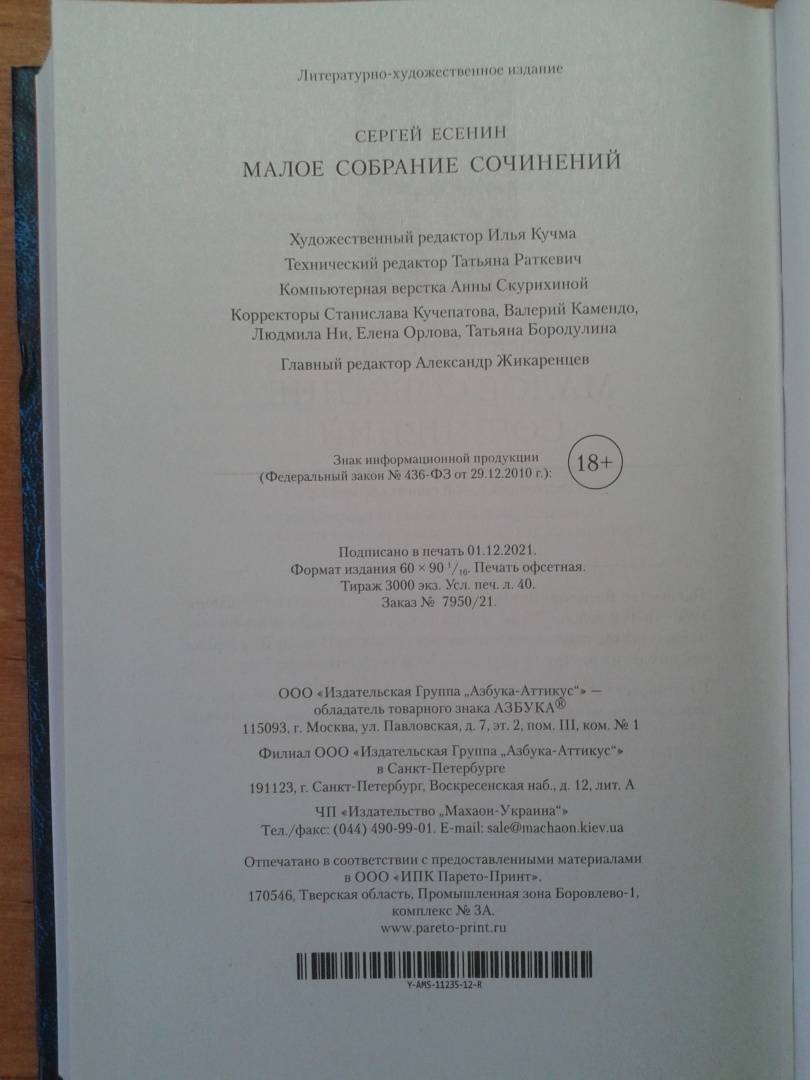 Литературно-художественное издание
СЕРГЕЙ ЕСЕНИН
МАЛОЕ СОБРАНИЕ СОЧИНЕНИЙ
Художественный редактор Илья Кучма
Технический редактор Татьяна Раткевич
Компьютерная верстка Анны Скурихиной
Корректоры Станислава Кучепатова, Валерий Камендо,
Людмила Ни, Елена Орлова, Татьяна Бородулина
Главный редактор Александр Жикаренцев
Знак информационной продукции
(Федеральный закон № 436-ФЗ от 29.12.2010 г.):
18+
Подписано в печать 01.12.2021.
Формат издания 60 × 90 ¹/₁₆. Печать офсетная.
Тираж 3000 экз. Усл. печ. л. 40.
Заказ № 7950/21.
ООО «Издательская Группа „Азбука-Аттикус“» —
обладатель товарного знака АЗБУКА®
115093, г. Москва, ул. Павловская, д. 7, эт. 2, пом. III, ком. № 1
Филиал ООО «Издательская Группа „Азбука-Аттикус“»
в Санкт-Петербурге
191123, г. Санкт-Петербург, Воскресенская наб., д. 12, лит. А
ЧП «Издательство „Махаон-Украина“»
Тел./факс: (044) 490-99-01. E-mail: sale@machaon.kiev.ua
Отпечатано в соответствии с предоставленными материалами
в ООО «ИПК Парето-Принт».
170546, Тверская область, Промышленная зона Боровлево-1,
комплекс № 3А.
www.pareto-print.ru
Y-AMS-11235-12-R